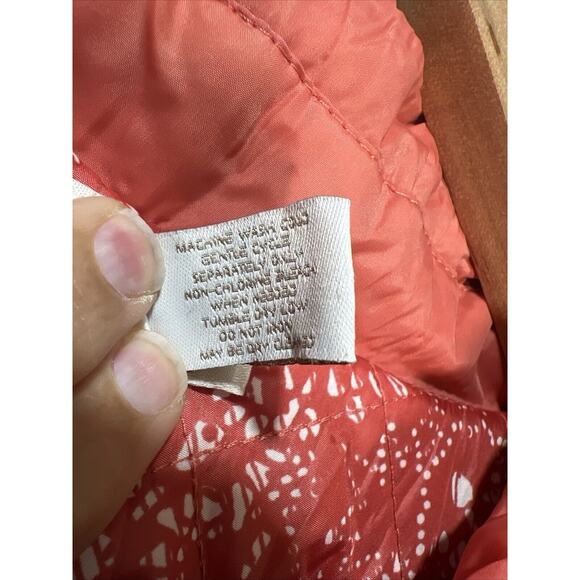 MACHINE WASH COLD
GENTLE CYCLE
SEPARATELY ONLY
NON-CHLORINE BLEACH
WHEN NEEDED
TUMBLE DRY LOW
DO NOT IRON
MAY BE DRY CLEANED